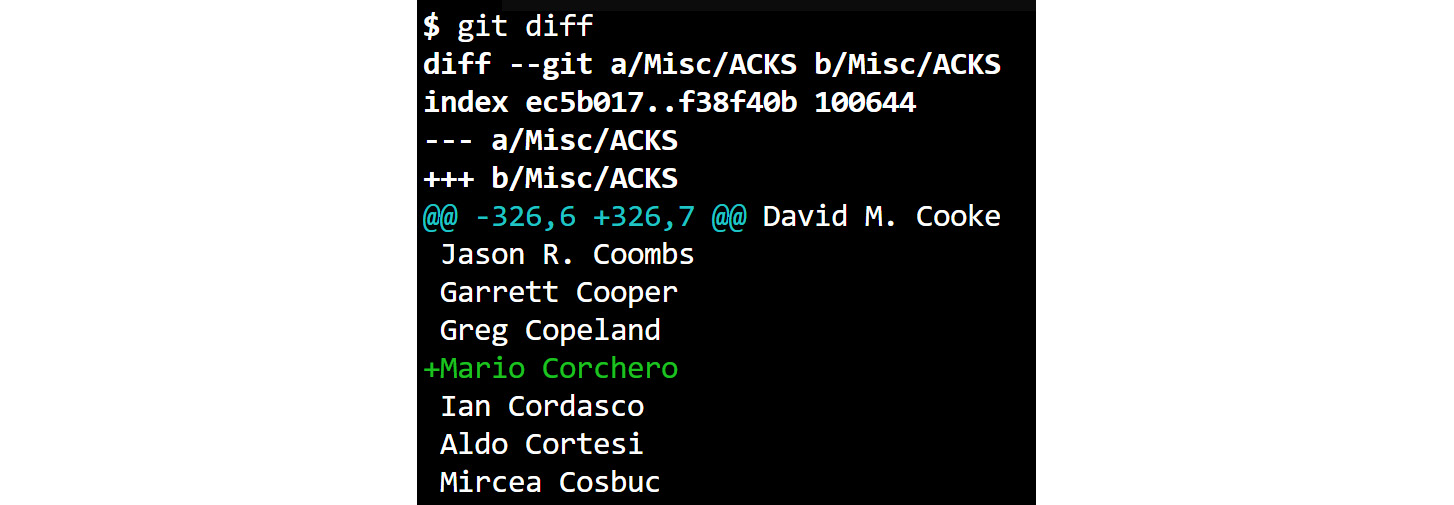 $ git diff
diff --git a/Misc/ACKS b/Misc/ACKS
index ec5b017..f38f40b 100644
--- a/Misc/ACKS
+++ b/Misc/ACKS
@@ -326,6 +326,7 @@ David M. Cooke
 Jason R. Coombs
 Garrett Cooper
 Greg Copeland
+Mario Corchero
 Ian Cordasco
 Aldo Cortesi
 Mircea Cosbuc